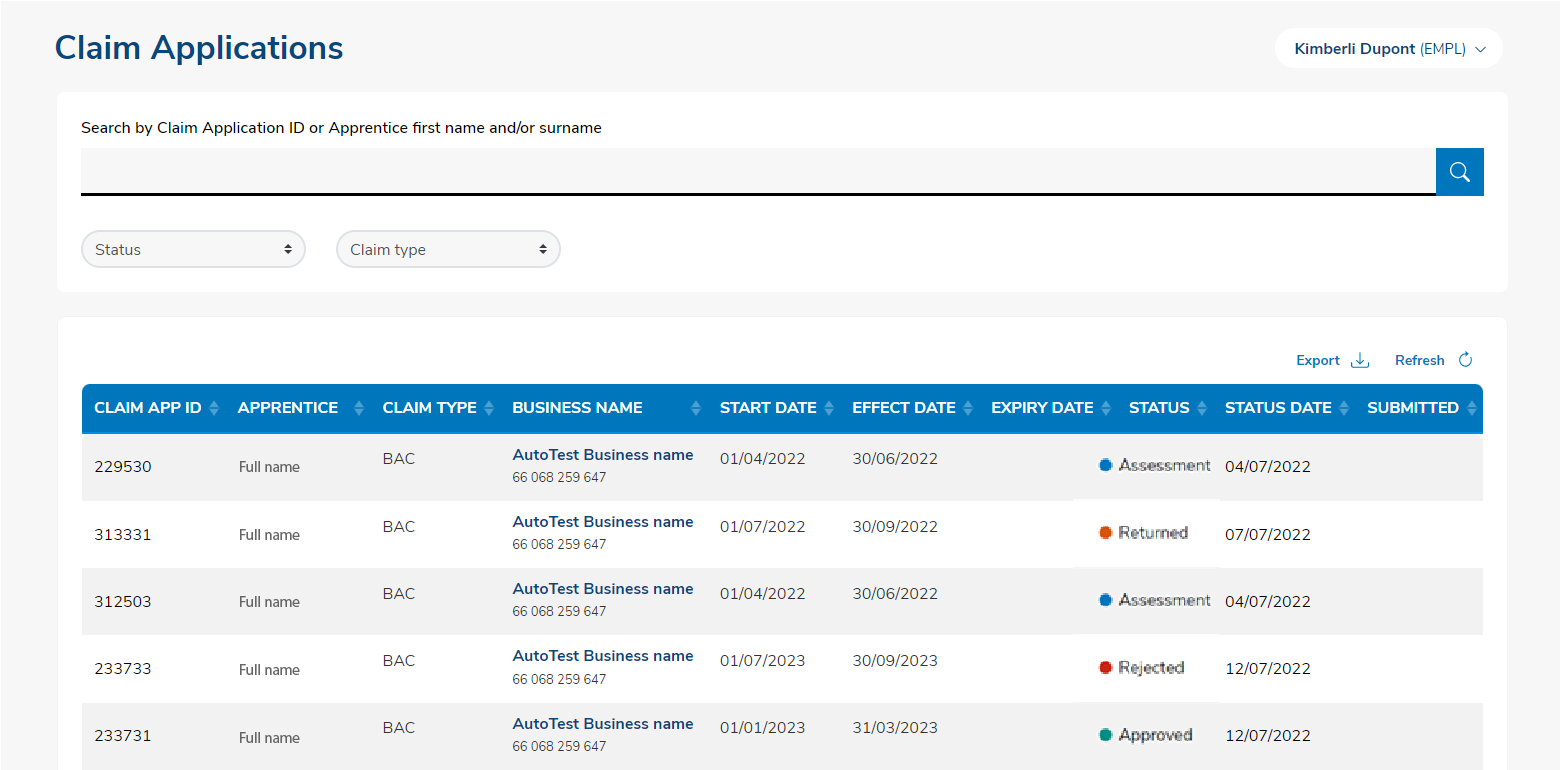 Claim Applications
Kimberli Dupont (EMPL)
Search by Claim Application ID or Apprentice first name and/or surname
Status
Claim type
Export
Refresh
CLAIM APP ID APPRENTICE CLAIM TYPE BUSINESS NAME START DATE EFFECT DATE EXPIRY DATE STATUS STATUS DATE SUBMITTED
229530 Full name BAC AutoTest Business name 01/04/2022 30/06/2022 Assessment 04/07/2022
66 068 259 647
313331 Full name BAC AutoTest Business name 01/07/2022 30/09/2022 Returned 07/07/2022
66 068 259 647
312503 Full name BAC AutoTest Business name 01/04/2022 30/06/2022 Assessment 04/07/2022
66 068 259 647
233733 Full name BAC AutoTest Business name 01/07/2023 30/09/2023 Rejected 12/07/2022
66 068 259 647
233731 Full name BAC AutoTest Business name 01/01/2023 31/03/2023 Approved 12/07/2022
66 068 259 647